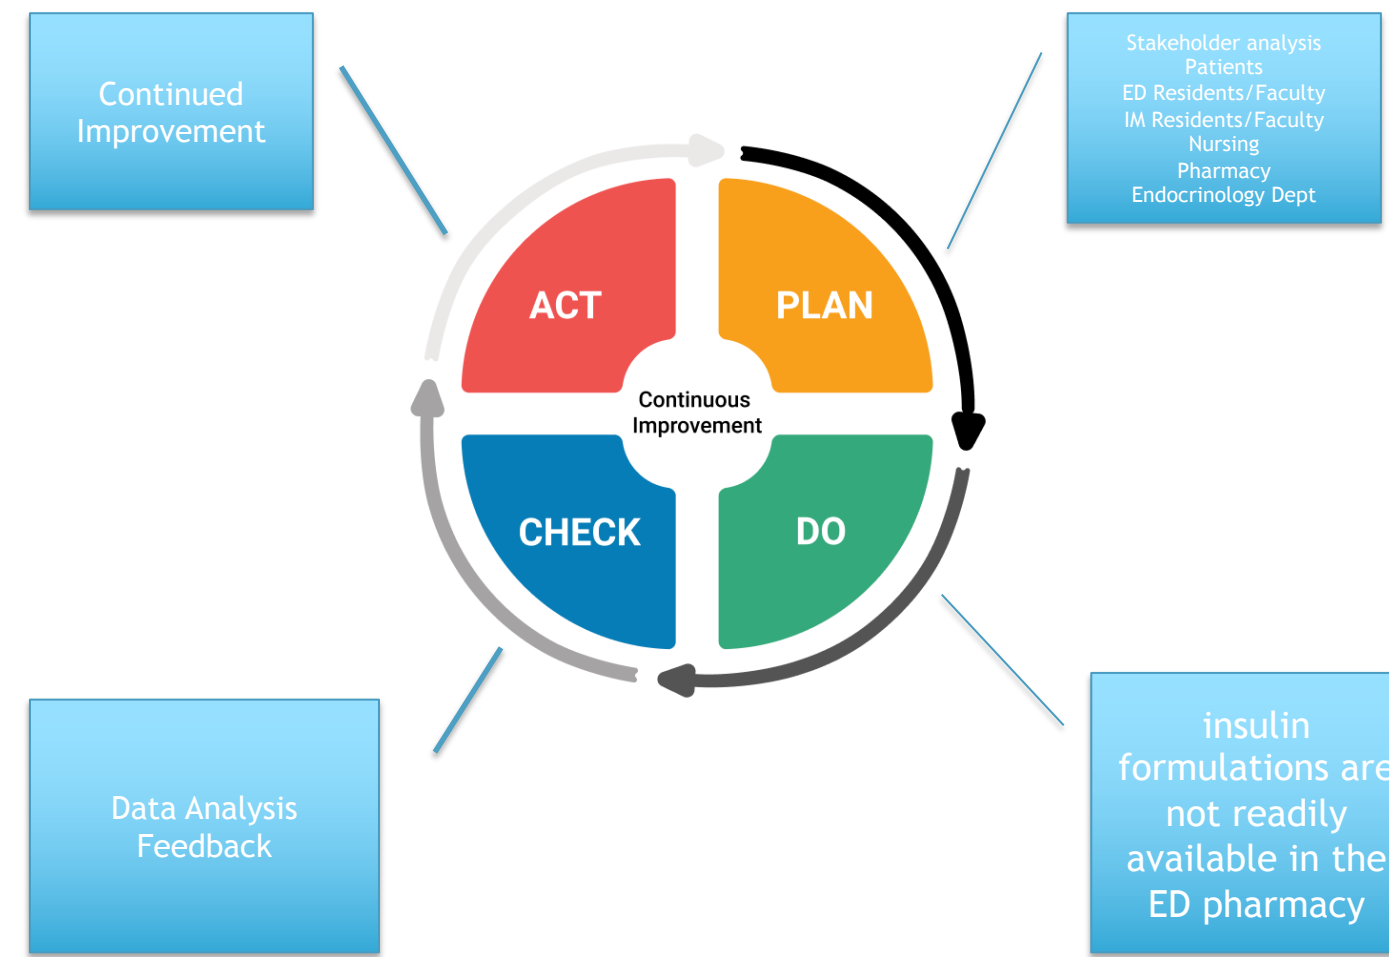 Continued
Improvement
Stakeholder analysis
Patients
ED Residents/Faculty
IM Residents/Faculty
Nursing
Pharmacy
Endocrinology Dept
ACT
PLAN
Continuous
Improvement
CHECK
DO
Data Analysis
Feedback
insulin
formulations are
not readily
available in the
ED pharmacy